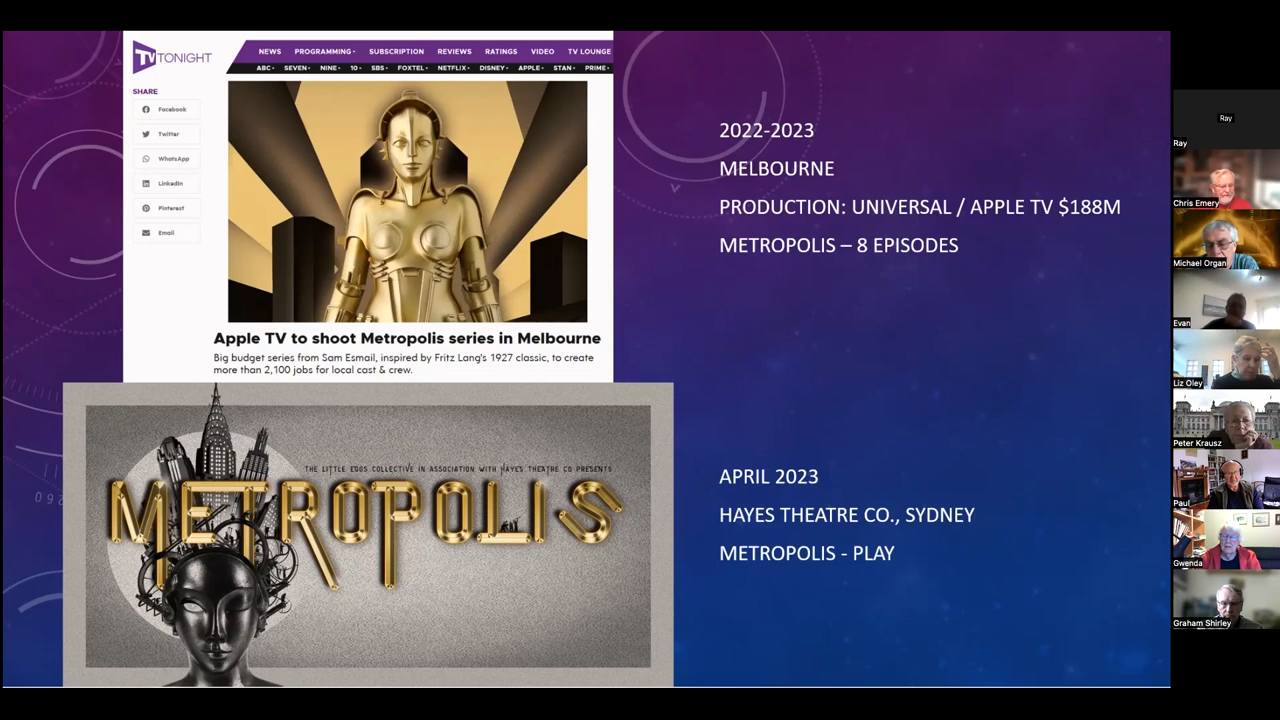 TV TONIGHT
NEWS PROGRAMMING SUBSCRIPTION REVIEWS RATINGS VIDEO TV LOUNGE
ABC SEVEN NINE 10 SBS FOXTEL NETFLIX DISNEY APPLE STAN PRIME
SHARE
Facebook
Twitter
WhatsApp
LinkedIn
Pinterest
Email
Apple TV to shoot Metropolis series in Melbourne
Big budget series from Sam Esmail, inspired by Fritz Lang's 1927 classic, to create
more than 2,100 jobs for local cast & crew.
THE LITTLE EGGS COLLECTIVE IN ASSOCIATION WITH HAYES THEATRE CO PRESENTS
METROPOLIS
2022-2023
MELBOURNE
PRODUCTION: UNIVERSAL / APPLE TV $188M
METROPOLIS – 8 EPISODES
APRIL 2023
HAYES THEATRE CO., SYDNEY
METROPOLIS - PLAY
Ray
Ray
Chris Emery
Michael Organ
Evan
Liz Oley
Peter Krausz
Paul
Gwenda
Graham Shirley